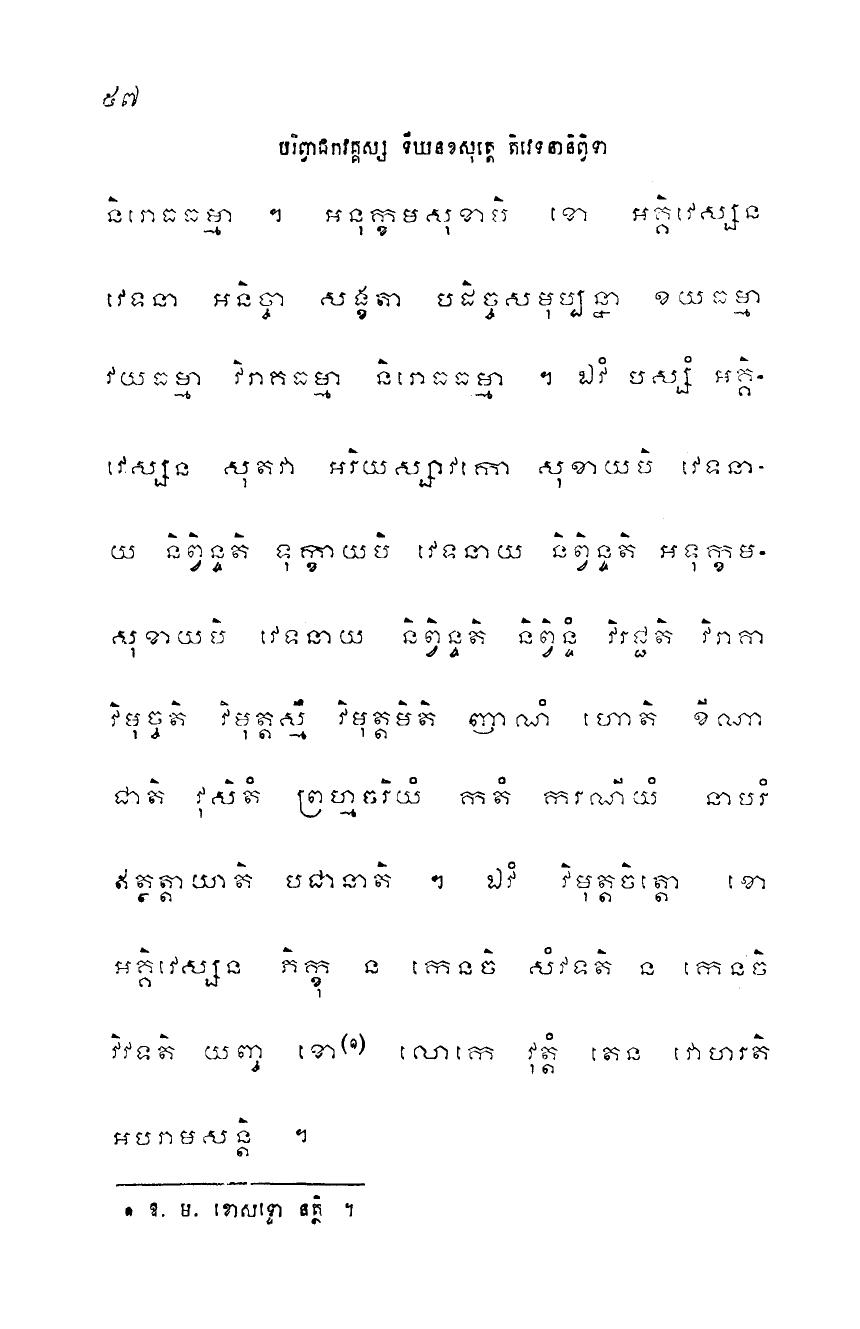 ៥៧
បរិព្វាជកវគ្គស្ស ទីឃនខសុត្តេ តិវេទនានិព្វិទា
និរោធធម្មា ។ អនុក្ខមសុខាបិ ខោ អគ្គិវេស្សន
វេទនា អនិច្ចា សង្ខតា បដិច្ចសមុប្បន្នា ខយធម្មា
វយធម្មា វិរាគធម្មា និរោធធម្មា ។ ឯវំ បស្សំ អគ្គិ-
វេស្សន សុតវា អរិយស្សាវកោ សុខាយបិ វេទនា-
យ និព្វិន្ទតិ ទុក្ខាយបិ វេទនាយ និព្វិន្ទតិ អទុក្ខម-
សុខាយបិ វេទនាយ និព្វិន្ទតិ និព្វិន្ទំ វិរជ្ជតិ វិរាគា
វិមុច្ចតិ វិមុត្តស្មឹ វិមុត្តមិតិ ញាណំ ហោតិ ខីណា
ជាតិ វុសិតំ ព្រហ្មចរិយំ កតំ ករណីយំ នាបរំ
ឥត្ថត្តាយាតិ បជានាតិ ។ ឯវំ វិមុត្តចិត្តោ ខោ
អគ្គិវេស្សន ភិក្ខុ ន កេនចិ សំវទតិ ន កេនចិ
វិវទតិ យញ្ច ខោ(១) លោកេ វុត្តំ តេន វោហរតិ
អបរាមសន្តិ ។
១ ឱ. ម. ខោសទ្ទោ នត្ថិ ។